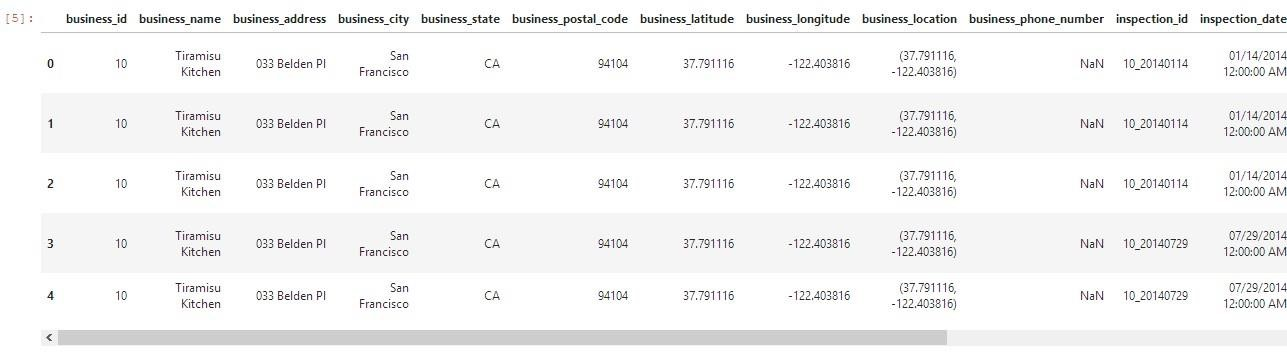 [5]: business_id business_name business_address business_city business_state business_postal_code business_latitude business_longitude business_location business_phone_number inspection_id inspection_date
0 10 Tiramisu Kitchen 033 Belden Pl San Francisco CA 94104 37.791116 -122.403816 (37.791116, -122.403816) NaN 10_20140114 01/14/2014 12:00:00 AM
1 10 Tiramisu Kitchen 033 Belden Pl San Francisco CA 94104 37.791116 -122.403816 (37.791116, -122.403816) NaN 10_20140114 01/14/2014 12:00:00 AM
2 10 Tiramisu Kitchen 033 Belden Pl San Francisco CA 94104 37.791116 -122.403816 (37.791116, -122.403816) NaN 10_20140114 01/14/2014 12:00:00 AM
3 10 Tiramisu Kitchen 033 Belden Pl San Francisco CA 94104 37.791116 -122.403816 (37.791116, -122.403816) NaN 10_20140729 07/29/2014 12:00:00 AM
4 10 Tiramisu Kitchen 033 Belden Pl San Francisco CA 94104 37.791116 -122.403816 (37.791116, -122.403816) NaN 10_20140729 07/29/2014 12:00:00 AM